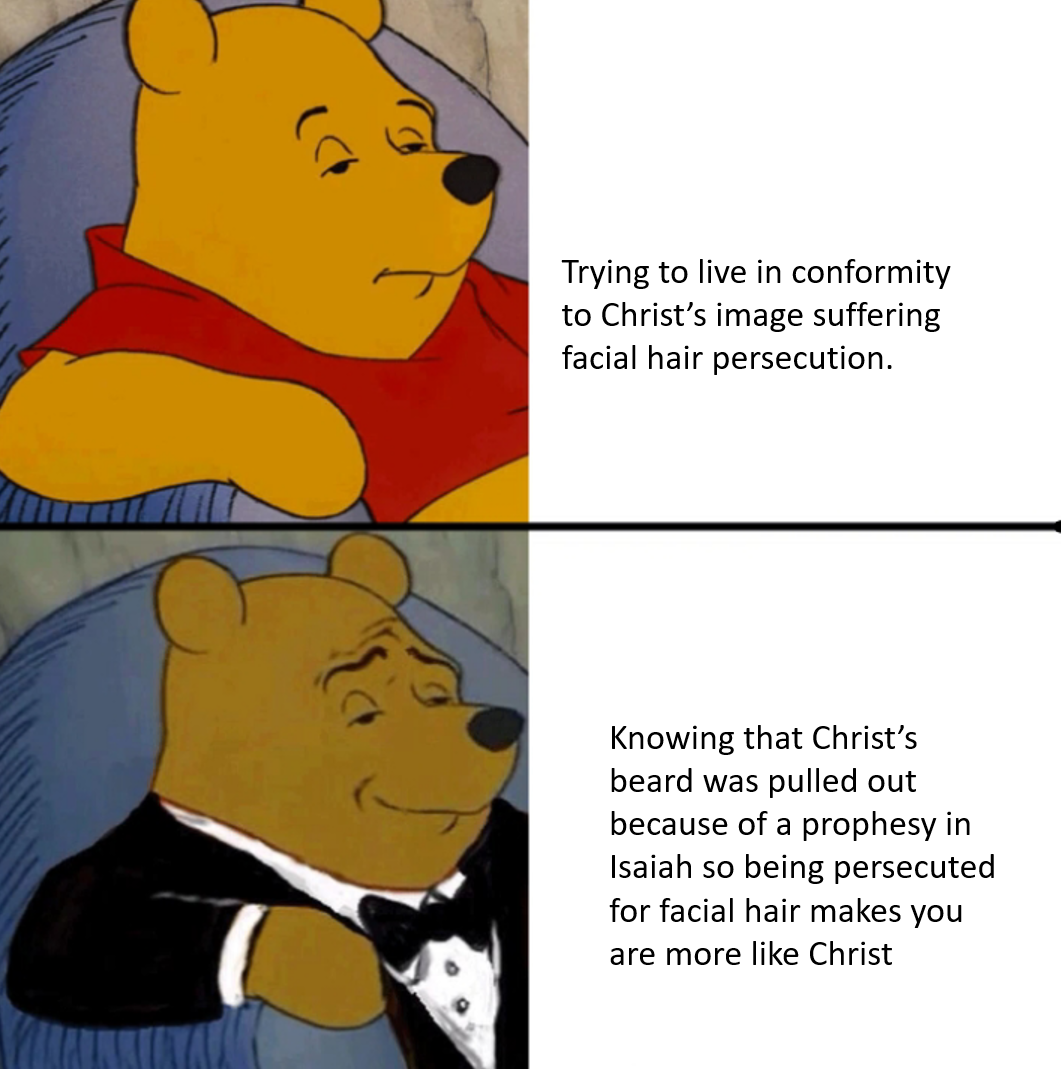 Trying to live in conformity
to Christ’s image suffering
facial hair persecution.
Knowing that Christ’s
beard was pulled out
because of a prophesy in
Isaiah so being persecuted
for facial hair makes you
are more like Christ